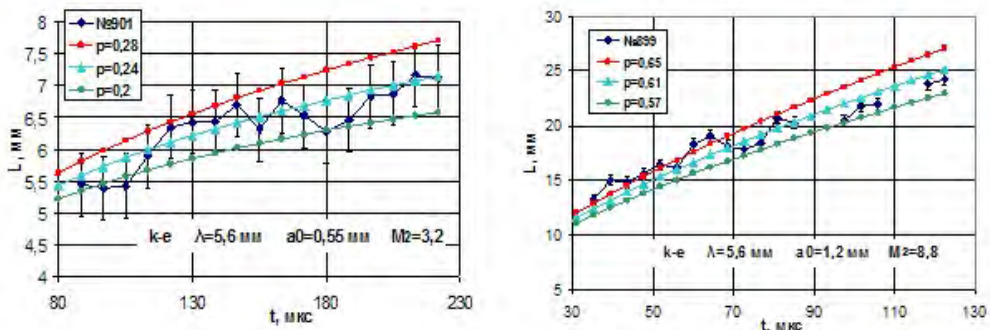 L, мм
8
7,5
7
6,5
6
5,5
5
4,5
4
№901
p=0,28
p=0,24
p=0,2
k-e λ=5,6 мм a0=0,55 мм M2=3,2
80 130 180 230
t, мкс
L, мм
30
25
20
15
10
5
№899
p=0,65
p=0,61
p=0,57
k-e λ=5,6 мм a0=1,2 мм M2=8,8
30 50 70 90 110 130
t, мкс